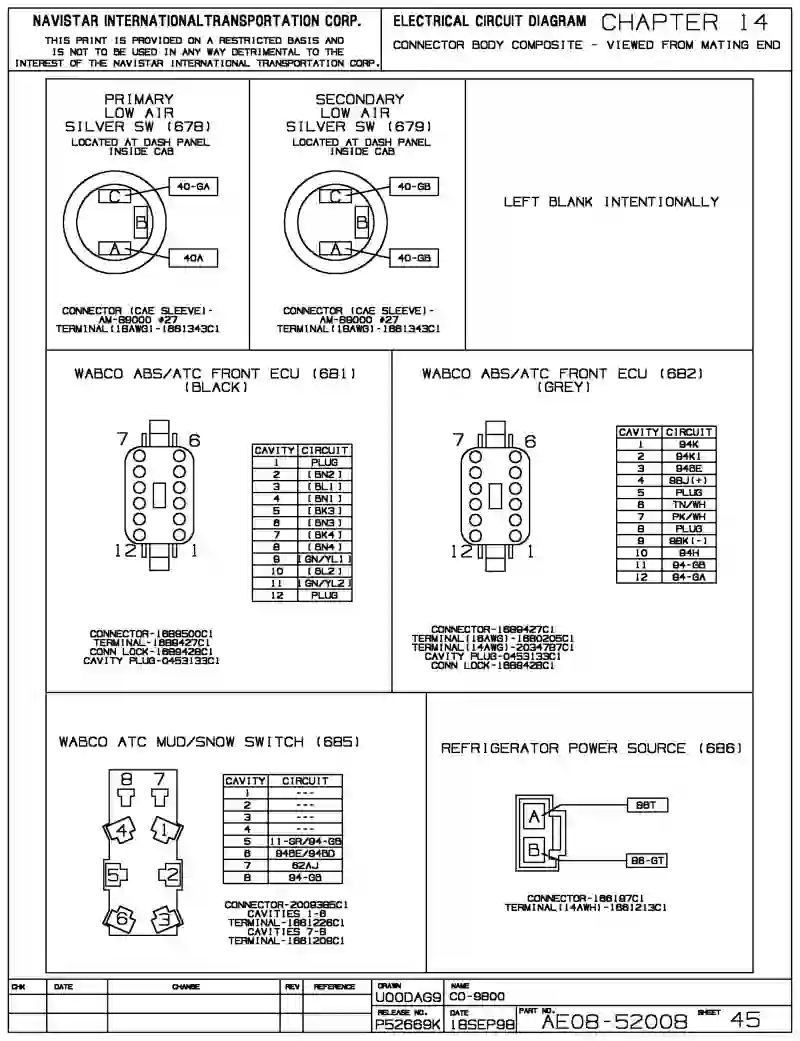 NAVISTAR INTERNATIONAL TRANSPORTATION CORP.
THIS PRINT IS PROVIDED ON A RESTRICTED BASIS AND
IS NOT TO BE USED IN ANY WAY DETRIMENTAL TO THE
INTEREST OF THE NAVISTAR INTERNATIONAL TRANSPORTATION CORP.
ELECTRICAL CIRCUIT DIAGRAM CHAPTER 14
CONNECTOR BODY COMPOSITE - VIEWED FROM MATING END
PRIMARY
LOW AIR
SILVER SW (678)
LOCATED AT DASH PANEL
INSIDE CAB
C
40-GA
B
A
40A
CONNECTOR (CAE SLEEVE)-
AM-89000 #27
TERMINAL(18AWG)-1661343C1
SECONDARY
LOW AIR
SILVER SW (679)
LOCATED AT DASH PANEL
INSIDE CAB
C
40-GB
B
A
40-GB
CONNECTOR (CAE SLEEVE)-
AM-89000 #27
TERMINAL(18AWG)-1661343C1
LEFT BLANK INTENTIONALLY
WABCO ABS/ATC FRONT ECU (681)
(BLACK)
7 6
12 1
CAVITY CIRCUIT
1 PLUG
2 (BN2)
3 (BL1)
4 (BN1)
5 (BK3)
6 (BN3)
7 (BK4)
8 (BN4)
9 (GN/YL1)
10 (BL2)
11 (GN/YL2)
12 PLUG
CONNECTOR-1689500C1
TERMINAL-1689427C1
CONN LOCK-1689428C1
CAVITY PLUG-0453133C1
WABCO ABS/ATC FRONT ECU (682)
(GREY)
7 6
12 1
CAVITY CIRCUIT
1 94K
2 94K1
3 94BE
4 98J(+)
5 PLUG
6 TN/WH
7 PK/WH
8 PLUG
9 98K(-)
10 94H
11 94-GB
12 94-GA
CONNECTOR-1689427C1
TERMINAL(18AWG)-1680205C1
TERMINAL(14AWG)-2034787C1
CAVITY PLUG-0453133C1
CONN LOCK-1689428C1
WABCO ATC MUD/SNOW SWITCH (685)
8 7
4 1
5 2
6 3
CAVITY CIRCUIT
1 ---
2 ---
3 ---
4 ---
5 11-GR/94-GB
6 94BE/94BD
7 62AJ
8 94-GB
CONNECTOR-2009385C1
CAVITIES 1-6
TERMINAL-1661226C1
CAVITIES 7-8
TERMINAL-1661209C1
REFRIGERATOR POWER SOURCE (686)
A
98T
B
98-GT
CONNECTOR-186197C1
TERMINAL(14AWH)-1661213C1
CHK DATE CHANGE REV REFERENCE
DRAWN
U00DAG9
NAME
CO-9800
RELEASE NO.
P52669K
DATE
18SEP98
PART NO.
AE08-52008
SHEET 45